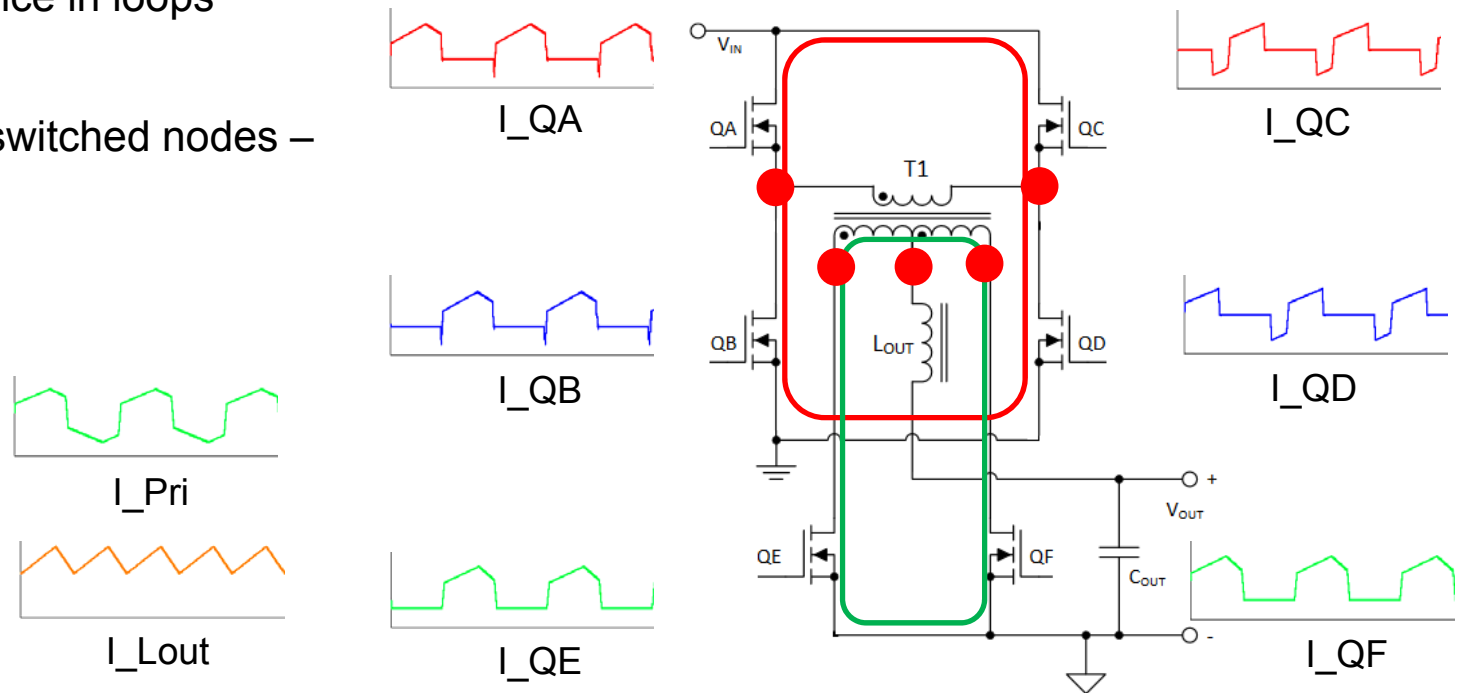 nce in loops
switched nodes –
I_QA
I_QB
I_Pri
I_Lout
I_QE
VIN
QA
QC
T1
QB
LOUT
QD
QE
QF
VOUT
+
COUT
-
I_QC
I_QD
I_QF